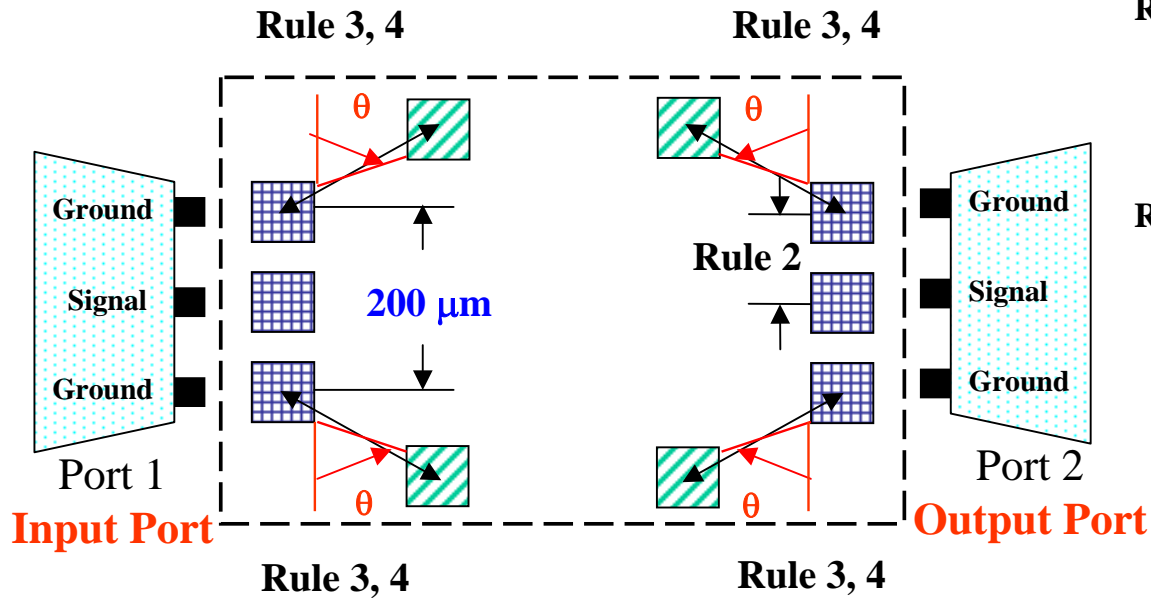 Rule 3, 4
Rule 3, 4
R
θ
θ
Ground
Ground
R
Rule 2
Signal
200 μm
Signal
Ground
Ground
Port 1
Port 2
θ
θ
Input Port
Output Port
Rule 3, 4
Rule 3, 4